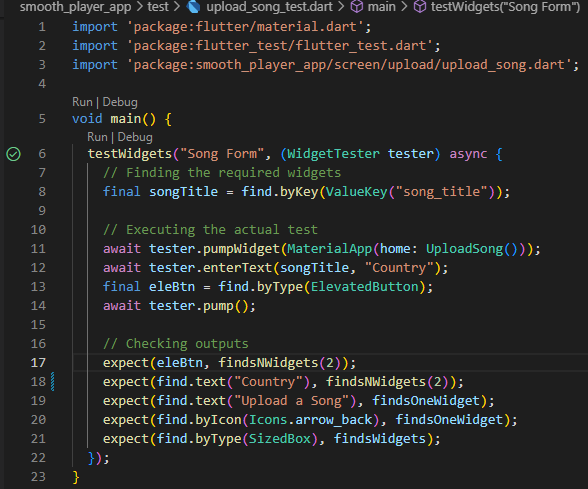 smooth_player_app > test > upload_song_test.dart > main > testWidgets("Song Form")
1 import 'package:flutter/material.dart';
2 import 'package:flutter_test/flutter_test.dart';
3 import 'package:smooth_player_app/screen/upload/upload_song.dart';
4
Run | Debug
5 void main() {
Run | Debug
6   testWidgets("Song Form", (WidgetTester tester) async {
7     // Finding the required widgets
8     final songTitle = find.byKey(ValueKey("song_title"));
9
10     // Executing the actual test
11     await tester.pumpWidget(MaterialApp(home: UploadSong()));
12     await tester.enterText(songTitle, "Country");
13     final eleBtn = find.byType(ElevatedButton);
14     await tester.pump();
15
16     // Checking outputs
17     expect(eleBtn, findsNWidgets(2));
18     expect(find.text("Country"), findsNWidgets(2));
19     expect(find.text("Upload a Song"), findsOneWidget);
20     expect(find.byIcon(Icons.arrow_back), findsOneWidget);
21     expect(find.byType(SizedBox), findsWidgets);
22   });
23 }